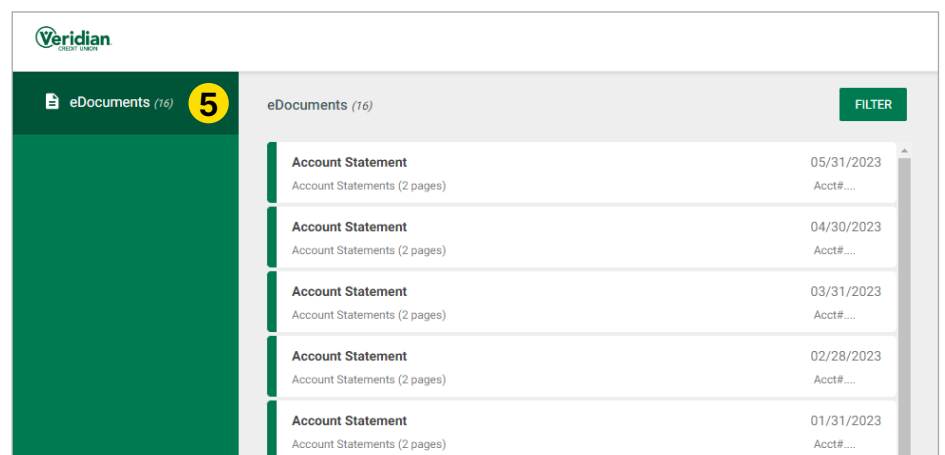 Veridian
CREDIT UNION
eDocuments (16)
5
eDocuments (16)
FILTER
Account Statement 05/31/2023
Account Statements (2 pages) Acct#....
Account Statement 04/30/2023
Account Statements (2 pages) Acct#....
Account Statement 03/31/2023
Account Statements (2 pages) Acct#....
Account Statement 02/28/2023
Account Statements (2 pages) Acct#....
Account Statement 01/31/2023
Account Statements (2 pages) Acct#....